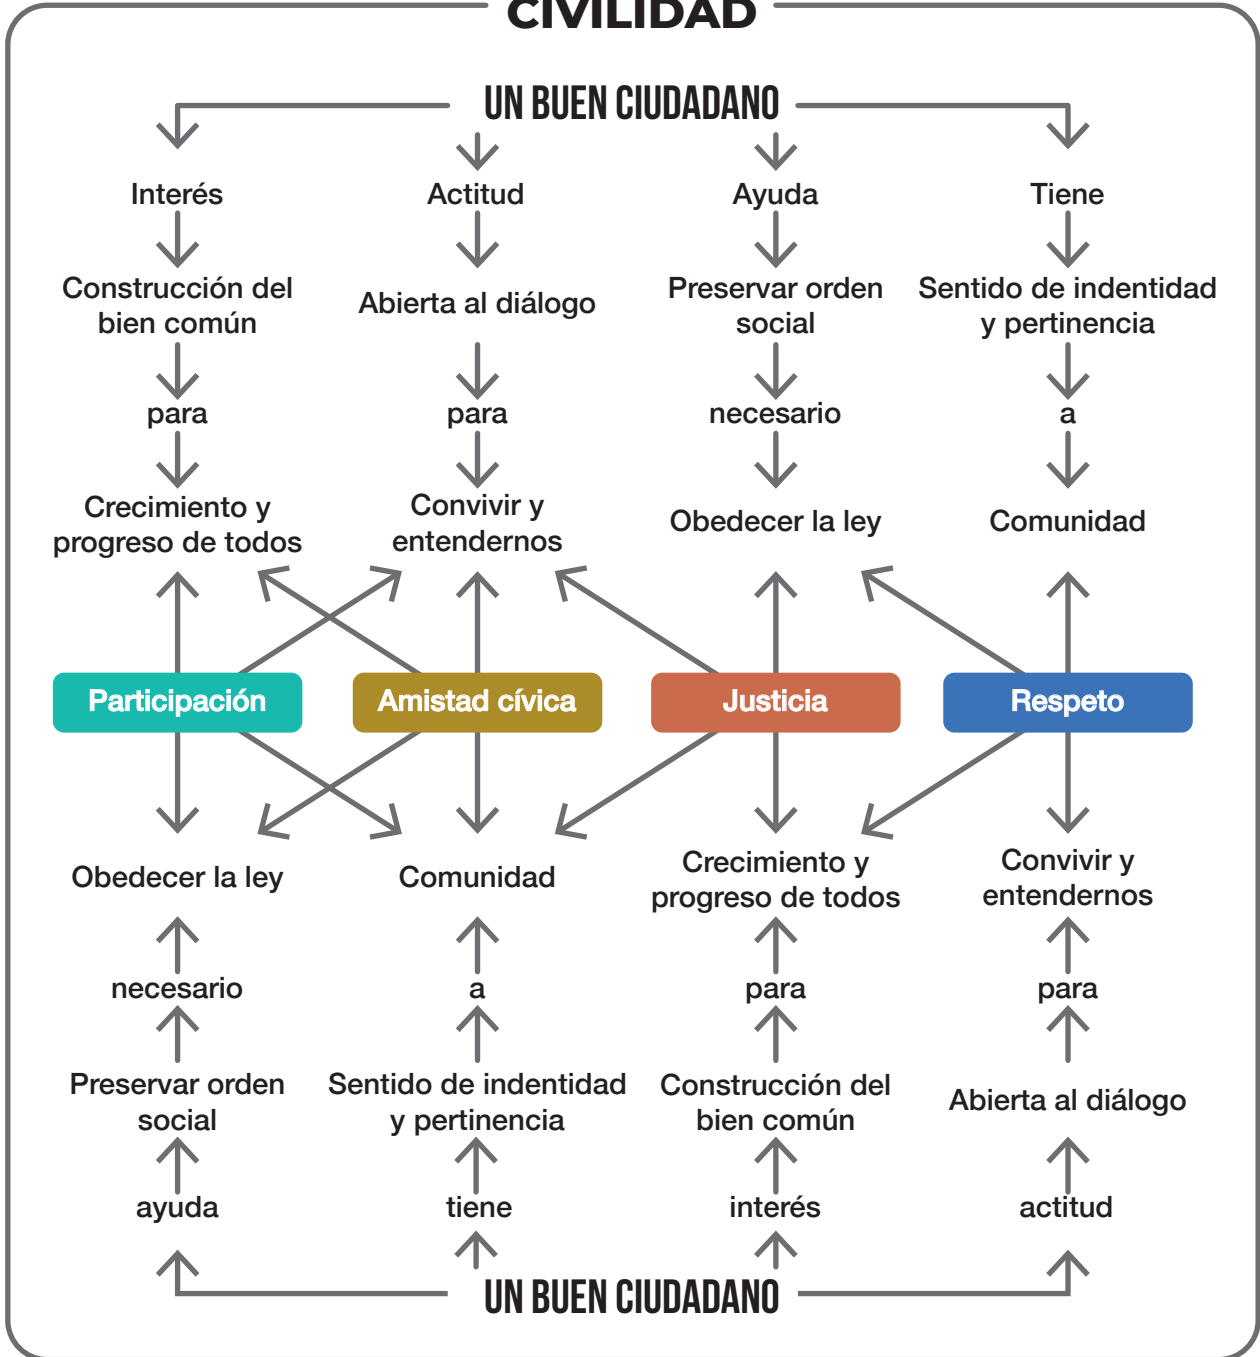 CIVILIDAD
UN BUEN CIUDADANO
Interés
Actitud
Ayuda
Tiene
Construcción del
bien común
Abierta al diálogo
Preservar orden
social
Sentido de indentidad
y pertinencia
para
para
necesario
a
Crecimiento y
progreso de todos
Convivir y
entendernos
Obedecer la ley
Comunidad
Participación
Amistad cívica
Justicia
Respeto
Obedecer la ley
Comunidad
Crecimiento y
progreso de todos
Convivir y
entendernos
necesario
a
para
para
Preservar orden
social
Sentido de indentidad
y pertinencia
Construcción del
bien común
Abierta al diálogo
ayuda
tiene
interés
actitud
UN BUEN CIUDADANO